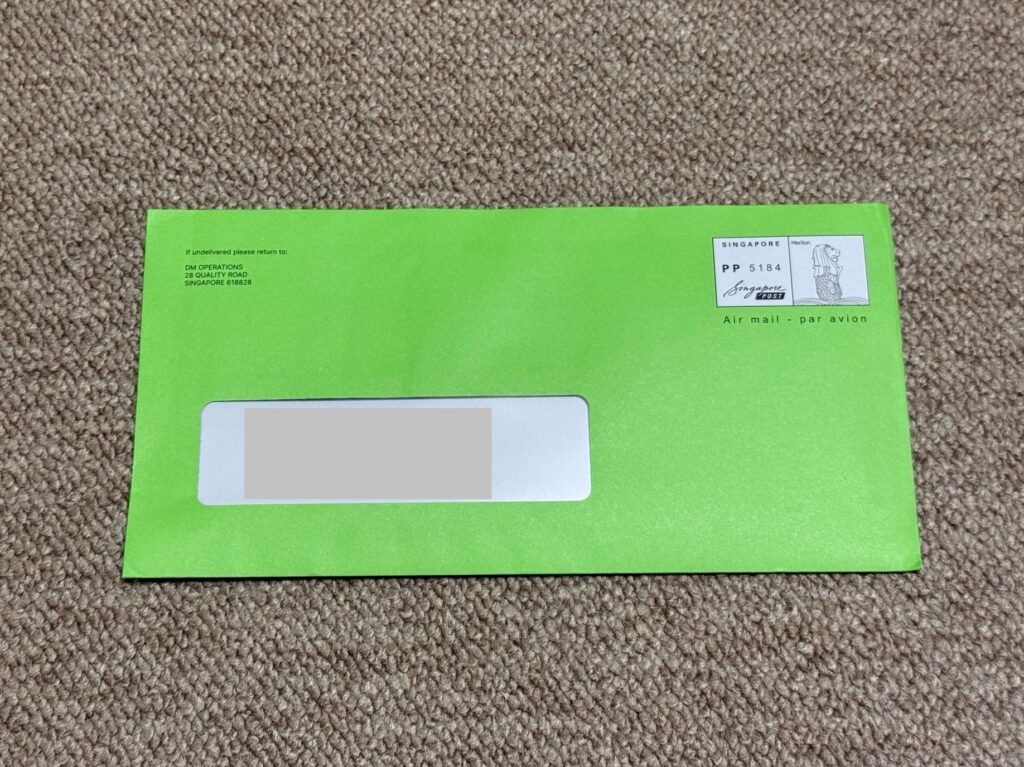 If undelivered please return to:
DM OPERATIONS
28 QUALITY ROAD
SINGAPORE 618828
SINGAPORE
PP 5184
Singapore
POST
Merlion
Air mail - par avion